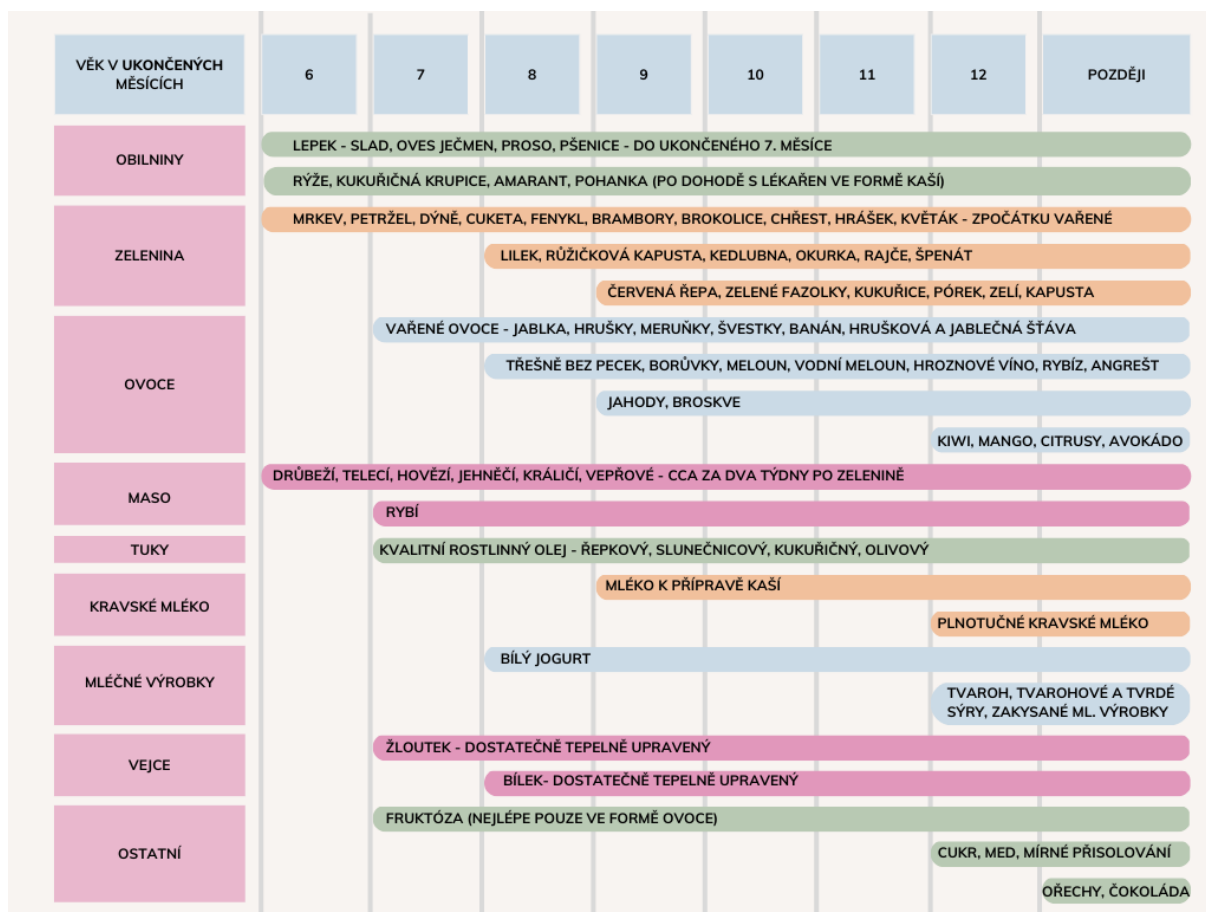 VĚK V UKONČENÝCH
MĚSÍCÍCH
6
7
8
9
10
11
12
POZDĚJI
OBILNINY
LEPEK - SLAD, OVES JEČMEN, PROSO, PŠENICE - DO UKONČENÉHO 7. MĚSÍCE
RÝŽE, KUKUŘIČNÁ KRUPICE, AMARANT, POHANKA (PO DOHODĚ S LÉKAŘEN VE FORMĚ KAŠÍ)
ZELENINA
MRKEV, PETRŽEL, DÝNĚ, CUKETA, FENYKL, BRAMBORY, BROKOLICE, CHŘEST, HRÁŠEK, KVĚTÁK - ZPOČÁTKU VAŘENÉ
LILEK, RŮŽIČKOVÁ KAPUSTA, KEDLUBNA, OKURKA, RAJČE, ŠPENÁT
ČERVENÁ ŘEPA, ZELENÉ FAZOLKY, KUKUŘICE, PÓREK, ZELÍ, KAPUSTA
OVOCE
VAŘENÉ OVOCE - JABLKA, HRUŠKY, MERUŇKY, ŠVESTKY, BANÁN, HRUŠKOVÁ A JABLEČNÁ ŠŤÁVA
TŘEŠNĚ BEZ PECEK, BORŮVKY, MELOUN, VODNÍ MELOUN, HROZNOVÉ VÍNO, RYBÍZ, ANGREŠT
JAHODY, BROSKVE
KIWI, MANGO, CITRUSY, AVOKÁDO
MASO
DRŮBEŽÍ, TELECÍ, HOVĚZÍ, JEHNĚČÍ, KRÁLIČÍ, VEPŘOVÉ - CCA ZA DVA TÝDNY PO ZELENINĚ
RYBÍ
TUKY
KVALITNÍ ROSTLINNÝ OLEJ - ŘEPKOVÝ, SLUNEČNICOVÝ, KUKUŘIČNÝ, OLIVOVÝ
KRAVSKÉ MLÉKO
MLÉKO K PŘÍPRAVĚ KAŠÍ
PLNOTUČNÉ KRAVSKÉ MLÉKO
MLÉČNÉ VÝROBKY
BÍLÝ JOGURT
TVAROH, TVAROHOVÉ A TVRDÉ
SÝRY, ZAKYSANÉ ML. VÝROBKY
VEJCE
ŽLOUTEK - DOSTATEČNĚ TEPELNĚ UPRAVENÝ
BÍLEK- DOSTATEČNĚ TEPELNĚ UPRAVENÝ
OSTATNÍ
FRUKTÓZA (NEJLÉPE POUZE VE FORMĚ OVOCE)
CUKR, MED, MÍRNÉ PŘISOLOVÁNÍ
OŘECHY, ČOKOLÁDA